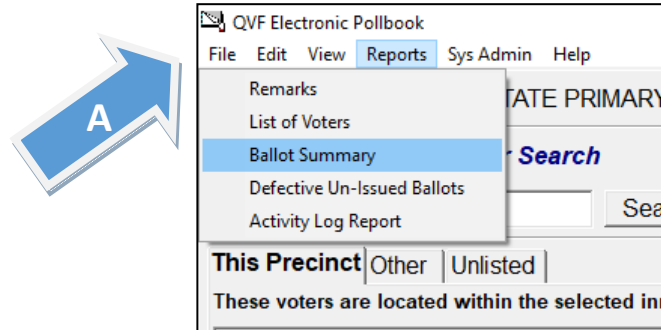 QVF Electronic Pollbook
File Edit View Reports Sys Admin Help
Remarks
TATE PRIMARY
A
List of Voters
Ballot Summary
r Search
Defective Un-Issued Ballots
Sea
Activity Log Report
This Precinct Other Unlisted
These voters are located within the selected